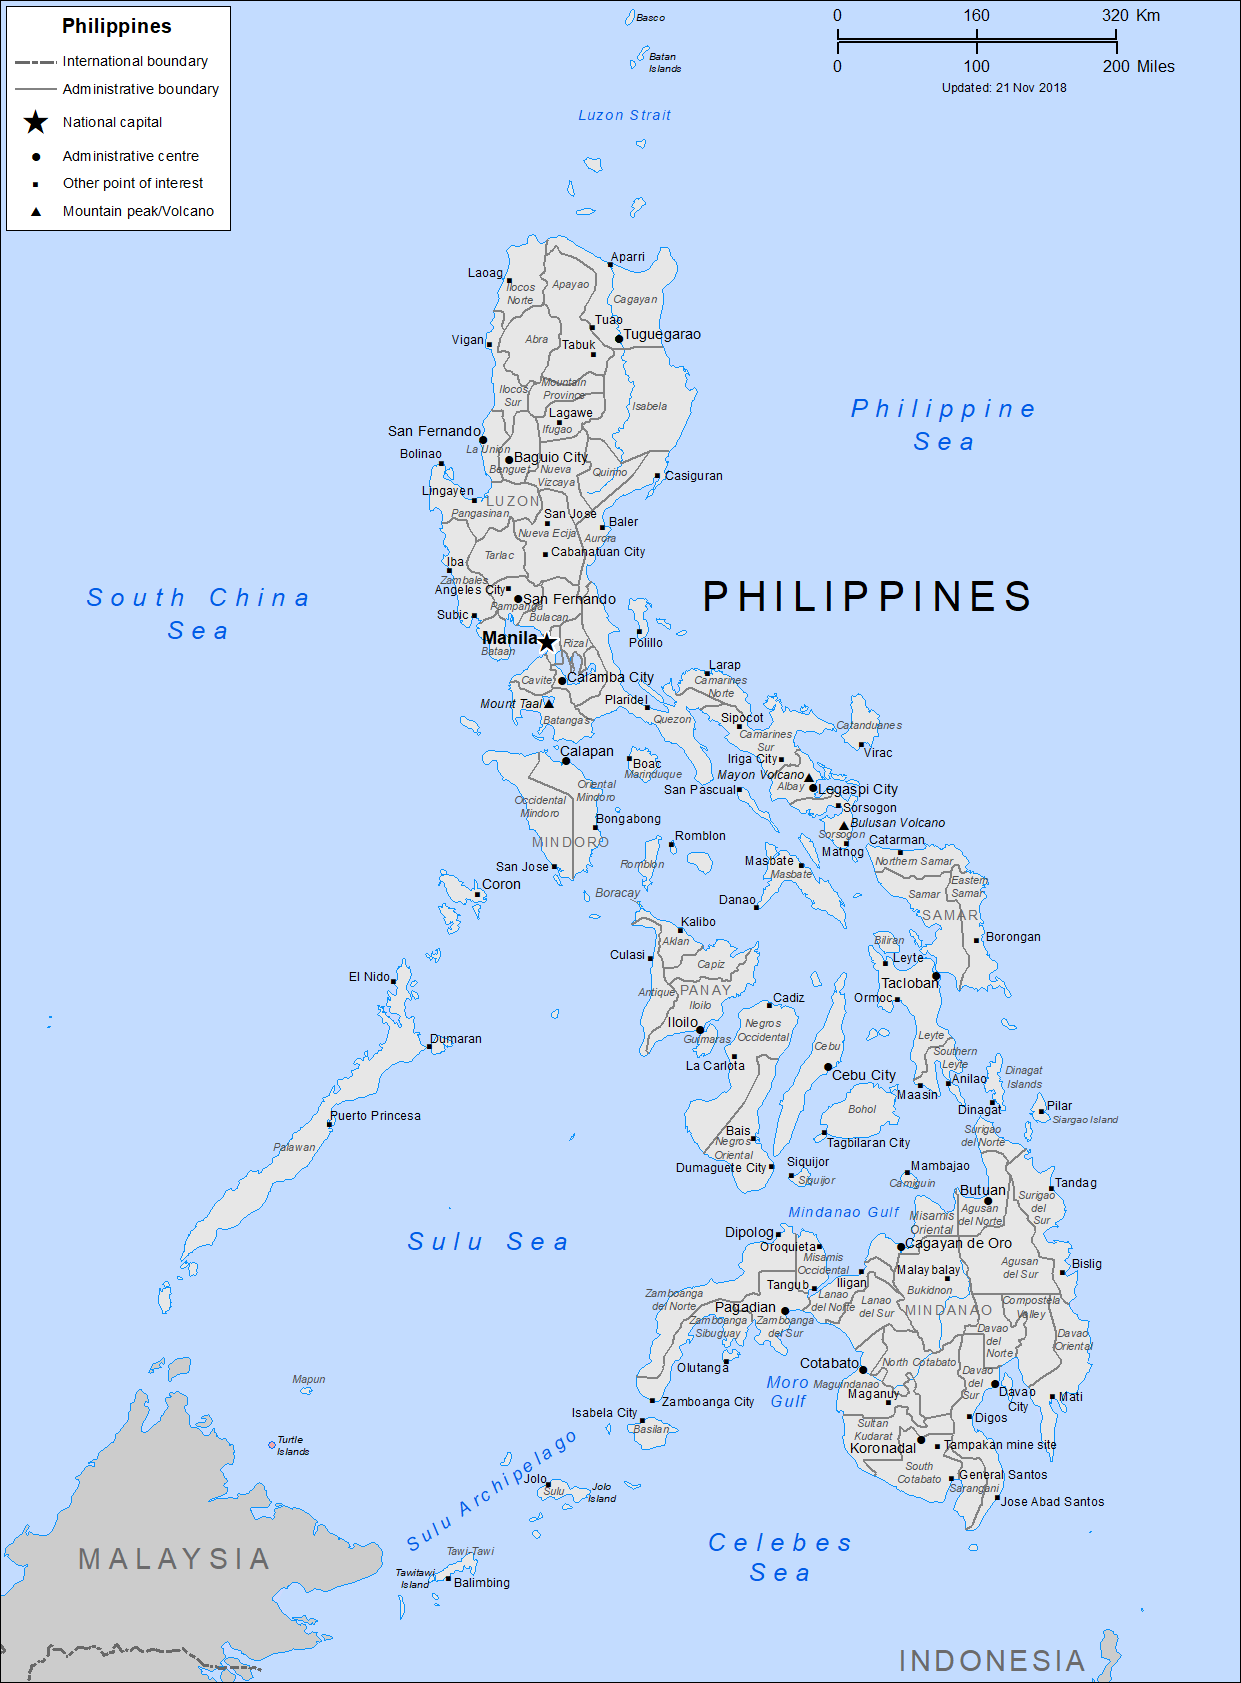 Philippines
International boundary
Administrative boundary
National capital
Administrative centre
Other point of interest
Mountain peak/Volcano
0 160 320 Km
0 100 200 Miles
Updated: 21 Nov 2018
Basco
Batan
Islands
Luzon Strait
Aparri
Laoag
Ilocos
Norte
Apayao
Cagayan
Tuao
Tuguegarao
Vigan
Abra
Tabuk
Ilocos
Sur
Mountain
Province
Isabela
Lagawe
Ifugao
Philippine
Sea
San Fernando
La Union
Bolinao
Baguio City
Benguet
Nueva
Vizcaya
Quirino
Casiguran
Lingayen
LUZON
Pangasinan
San Jose
Nueva Ecija
Baler
Aurora
Tarlac
Cabanatuan City
Iba
Zambales
Angeles City
San Fernando
Pampanga
Bulacan
Subic
South China
Sea
PHILIPPINES
Manila
Bataan
Rizal
Polillo
Cavite
Calamba City
Larap
Camarines
Norte
Mount Taal
Batangas
Plaridel
Quezon
Sipocot
Camarines
Sur
Catanduanes
Virac
Calapan
Boac
Marinduque
Iriga City
Mayon Volcano
Albay
Legaspi City
San Pascual
Oriental
Mindoro
Occidental
Mindoro
Sorsogon
Bulusan Volcano
Sorsogon
Matnog
Bongabong
MINDORO
Romblon
Romblon
Catarman
Northern Samar
Masbate
Masbate
San Jose
Coron
Boracay
Danao
Samar
Eastern
Samar
SAMAR
Kalibo
Aklan
Culasi
Capiz
Biliran
Borongan
Leyte
Tacloban
El Nido
Antique
PANAY
Iloilo
Cadiz
Ormoc
Iloilo
Guimaras
Negros
Occidental
Cebu
Leyte
Southern
Leyte
Dumaran
La Carlota
Cebu City
Anilao
Maasin
Dinagat
Islands
Dinagat
Pilar
Siargao Island
Puerto Princesa
Palawan
Bohol
Bais
Negros
Oriental
Tagbilaran City
Surigao
del Norte
Dumaguete City
Siquijor
Siquijor
Mambajao
Camiguin
Butuan
Tandag
Agusan
del Norte
Surigao
del
Sur
Mindanao Gulf
Misamis
Oriental
Sulu Sea
Dipolog
Oroquieta
Misamis
Occidental
Cagayan de Oro
Malaybalay
Bukidnon
Agusan
del Sur
Bislig
Iligan
Tangub
Lanao
del Norte
Lanao
del Sur
Zamboanga
del Norte
Pagadian
Zamboanga
Sibuguay
Zamboanga
del Sur
MINDANAO
Compostela
Valley
Davao
del
Norte
Davao
Oriental
Cotabato
North Cotabato
Olutanga
Moro
Gulf
Maguindanao
Maganuy
Davao
del
Sur
Davao
City
Mati
Mapun
Zamboanga City
Isabela City
Basilan
Digos
Sultan
Kudarat
Koronadal
Tampakan mine site
Turtle
Islands
South
Cotabato
General Santos
Sarangani
Jose Abad Santos
Sulu Archipelago
Jolo
Sulu
Jolo
Island
Tawi-Tawi
Tawitawi
Island
Balimbing
Celebes
Sea
MALAYSIA
INDONESIA